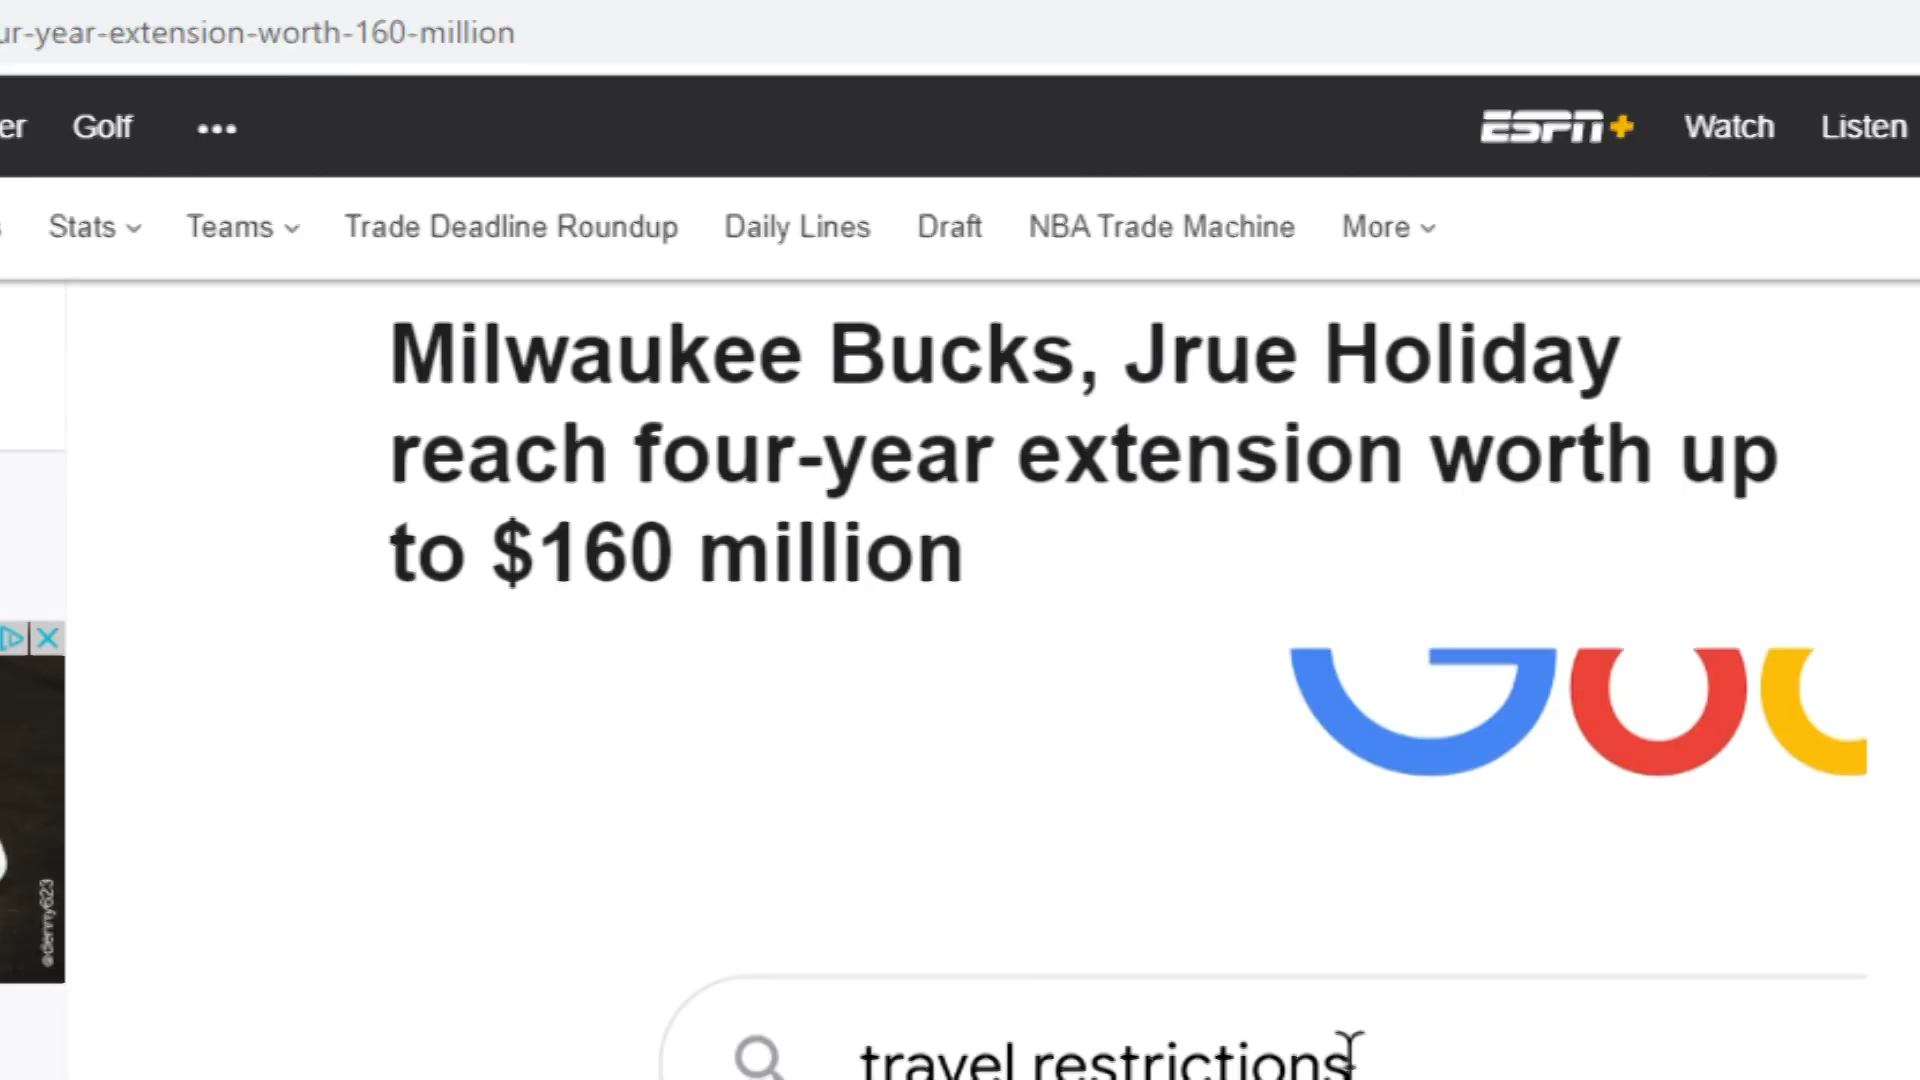 ur-year-extension-worth-160-million
er Golf ••• ESPN+ Watch Listen
Stats Teams Trade Deadline Roundup Daily Lines Draft NBA Trade Machine More
Milwaukee Bucks, Jrue Holiday
reach four-year extension worth up
to $160 million
Goo
@denny623
travel restrictions